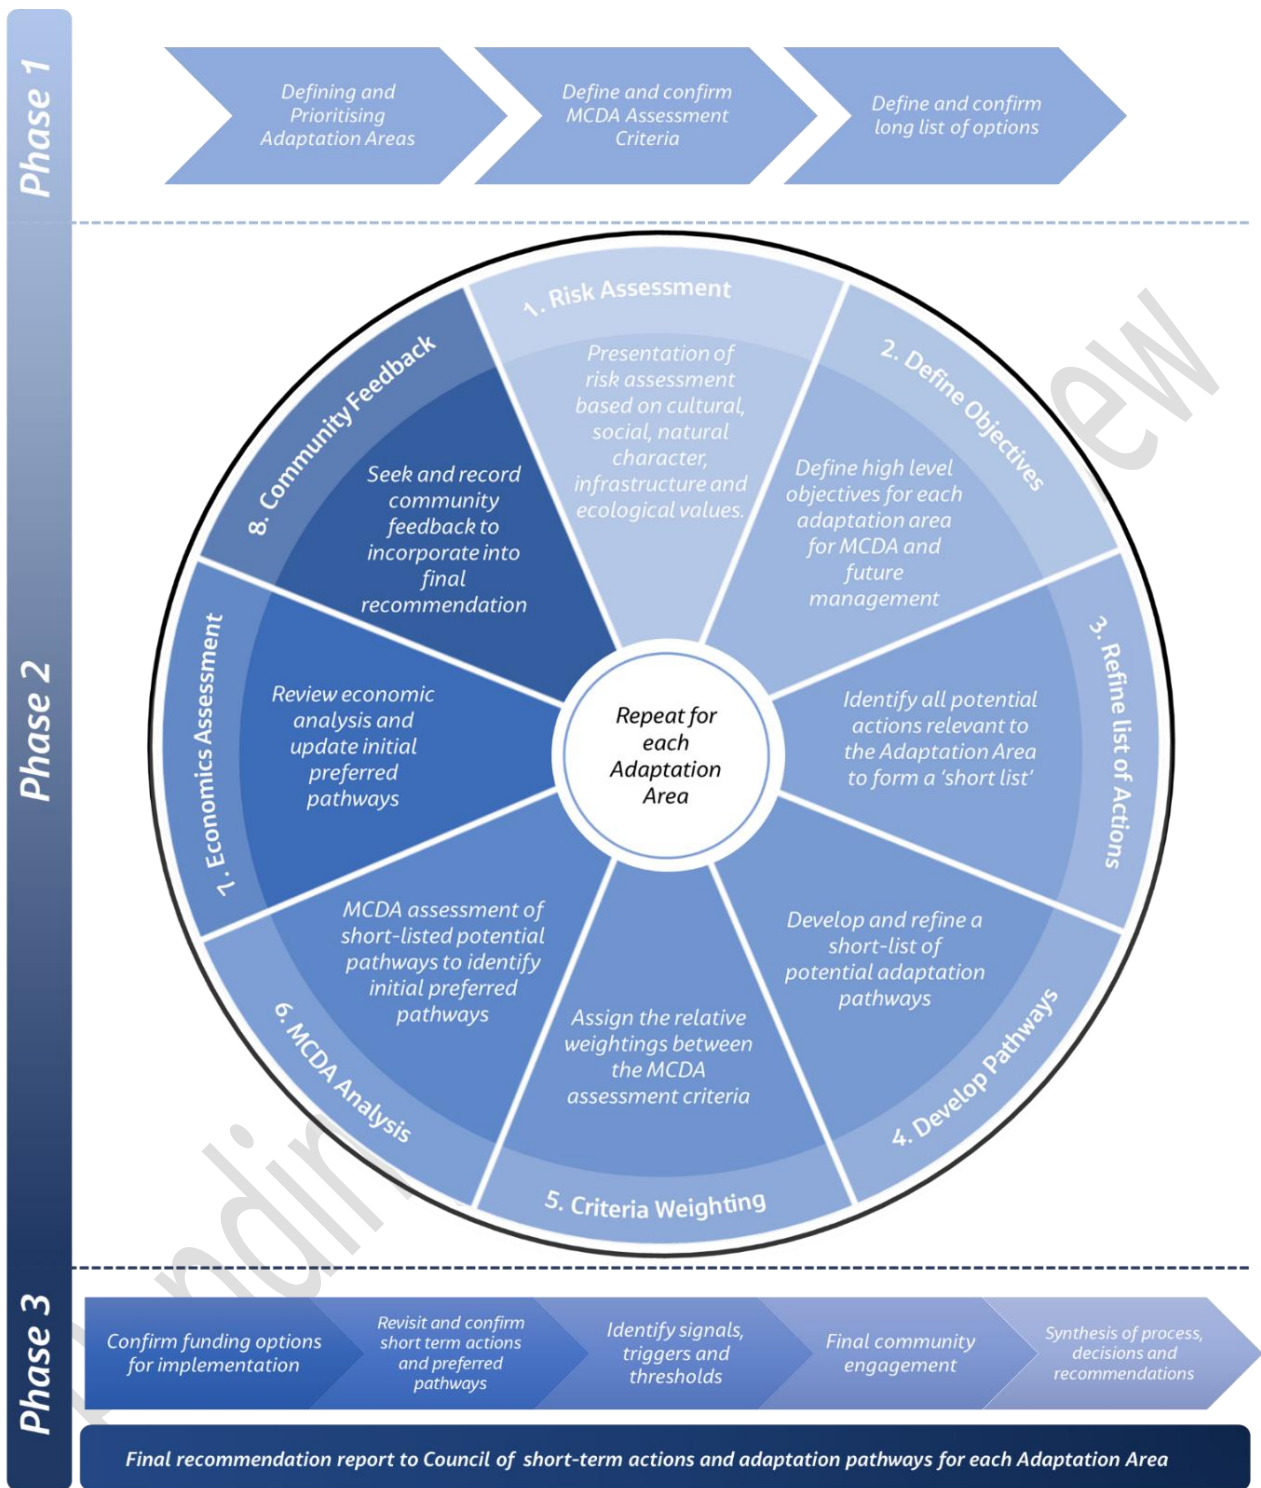 Phase 1
Defining and
Prioritising
Adaptation Areas
Define and confirm
MCDA Assessment
Criteria
Define and confirm
long list of options
Phase 2
1. Risk Assessment
Presentation of
risk assessment
based on cultural,
social, natural
character,
infrastructure and
ecological values.
2. Define Objectives
Define high level
objectives for each
adaptation area
for MCDA and
future
management
3. Refine list of Actions
Identify all potential
actions relevant to
the Adaptation Area
to form a ‘short list’
4. Develop Pathways
Develop and refine a
short-list of
potential adaptation
pathways
5. Criteria Weighting
Assign the relative
weightings between
the MCDA
assessment criteria
6. MCDA Analysis
MCDA assessment of
short-listed potential
pathways to identify
initial preferred
pathways
7. Economics Assessment
Review economic
analysis and
update initial
preferred
pathways
8. Community Feedback
Seek and record
community
feedback to
incorporate into
final
recommendation
Repeat for
each
Adaptation
Area
Phase 3
Confirm funding options
for implementation
Revisit and confirm
short term actions
and preferred
pathways
Identify signals,
triggers and
thresholds
Final community
engagement
Synthesis of process,
decisions and
recommendations
Final recommendation report to Council of short-term actions and adaptation pathways for each Adaptation Area